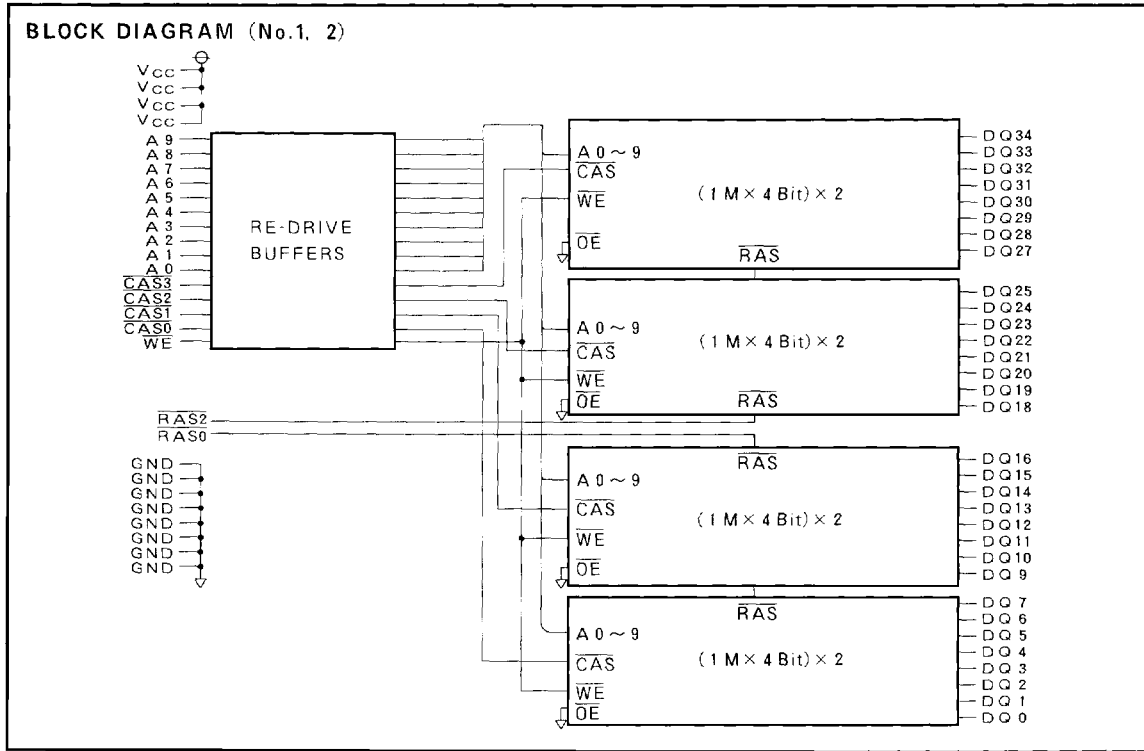 BLOCK DIAGRAM (No.1, 2)
VCC
VCC
VCC
VCC
A 9
A 8
A 7
A 6
A 5
A 4
A 3
A 2
A 1
A 0
CAS3
CAS2
CAS1
CAS0
WE
RE-DRIVE
BUFFERS
RAS2
RAS0
GND
GND
GND
GND
GND
GND
GND
GND
A 0 ~ 9
CAS
WE
OE
(1 M × 4 Bit) × 2
RAS
DQ34
DQ33
DQ32
DQ31
DQ30
DQ29
DQ28
DQ27
A 0 ~ 9
CAS
WE
OE
(1 M × 4 Bit) × 2
RAS
DQ25
DQ24
DQ23
DQ22
DQ21
DQ20
DQ19
DQ18
RAS
A 0 ~ 9
CAS
WE
OE
(1 M × 4 Bit) × 2
DQ16
DQ15
DQ14
DQ13
DQ12
DQ11
DQ10
DQ 9
RAS
A 0 ~ 9
CAS
WE
OE
(1 M × 4 Bit) × 2
DQ 7
DQ 6
DQ 5
DQ 4
DQ 3
DQ 2
DQ 1
DQ 0